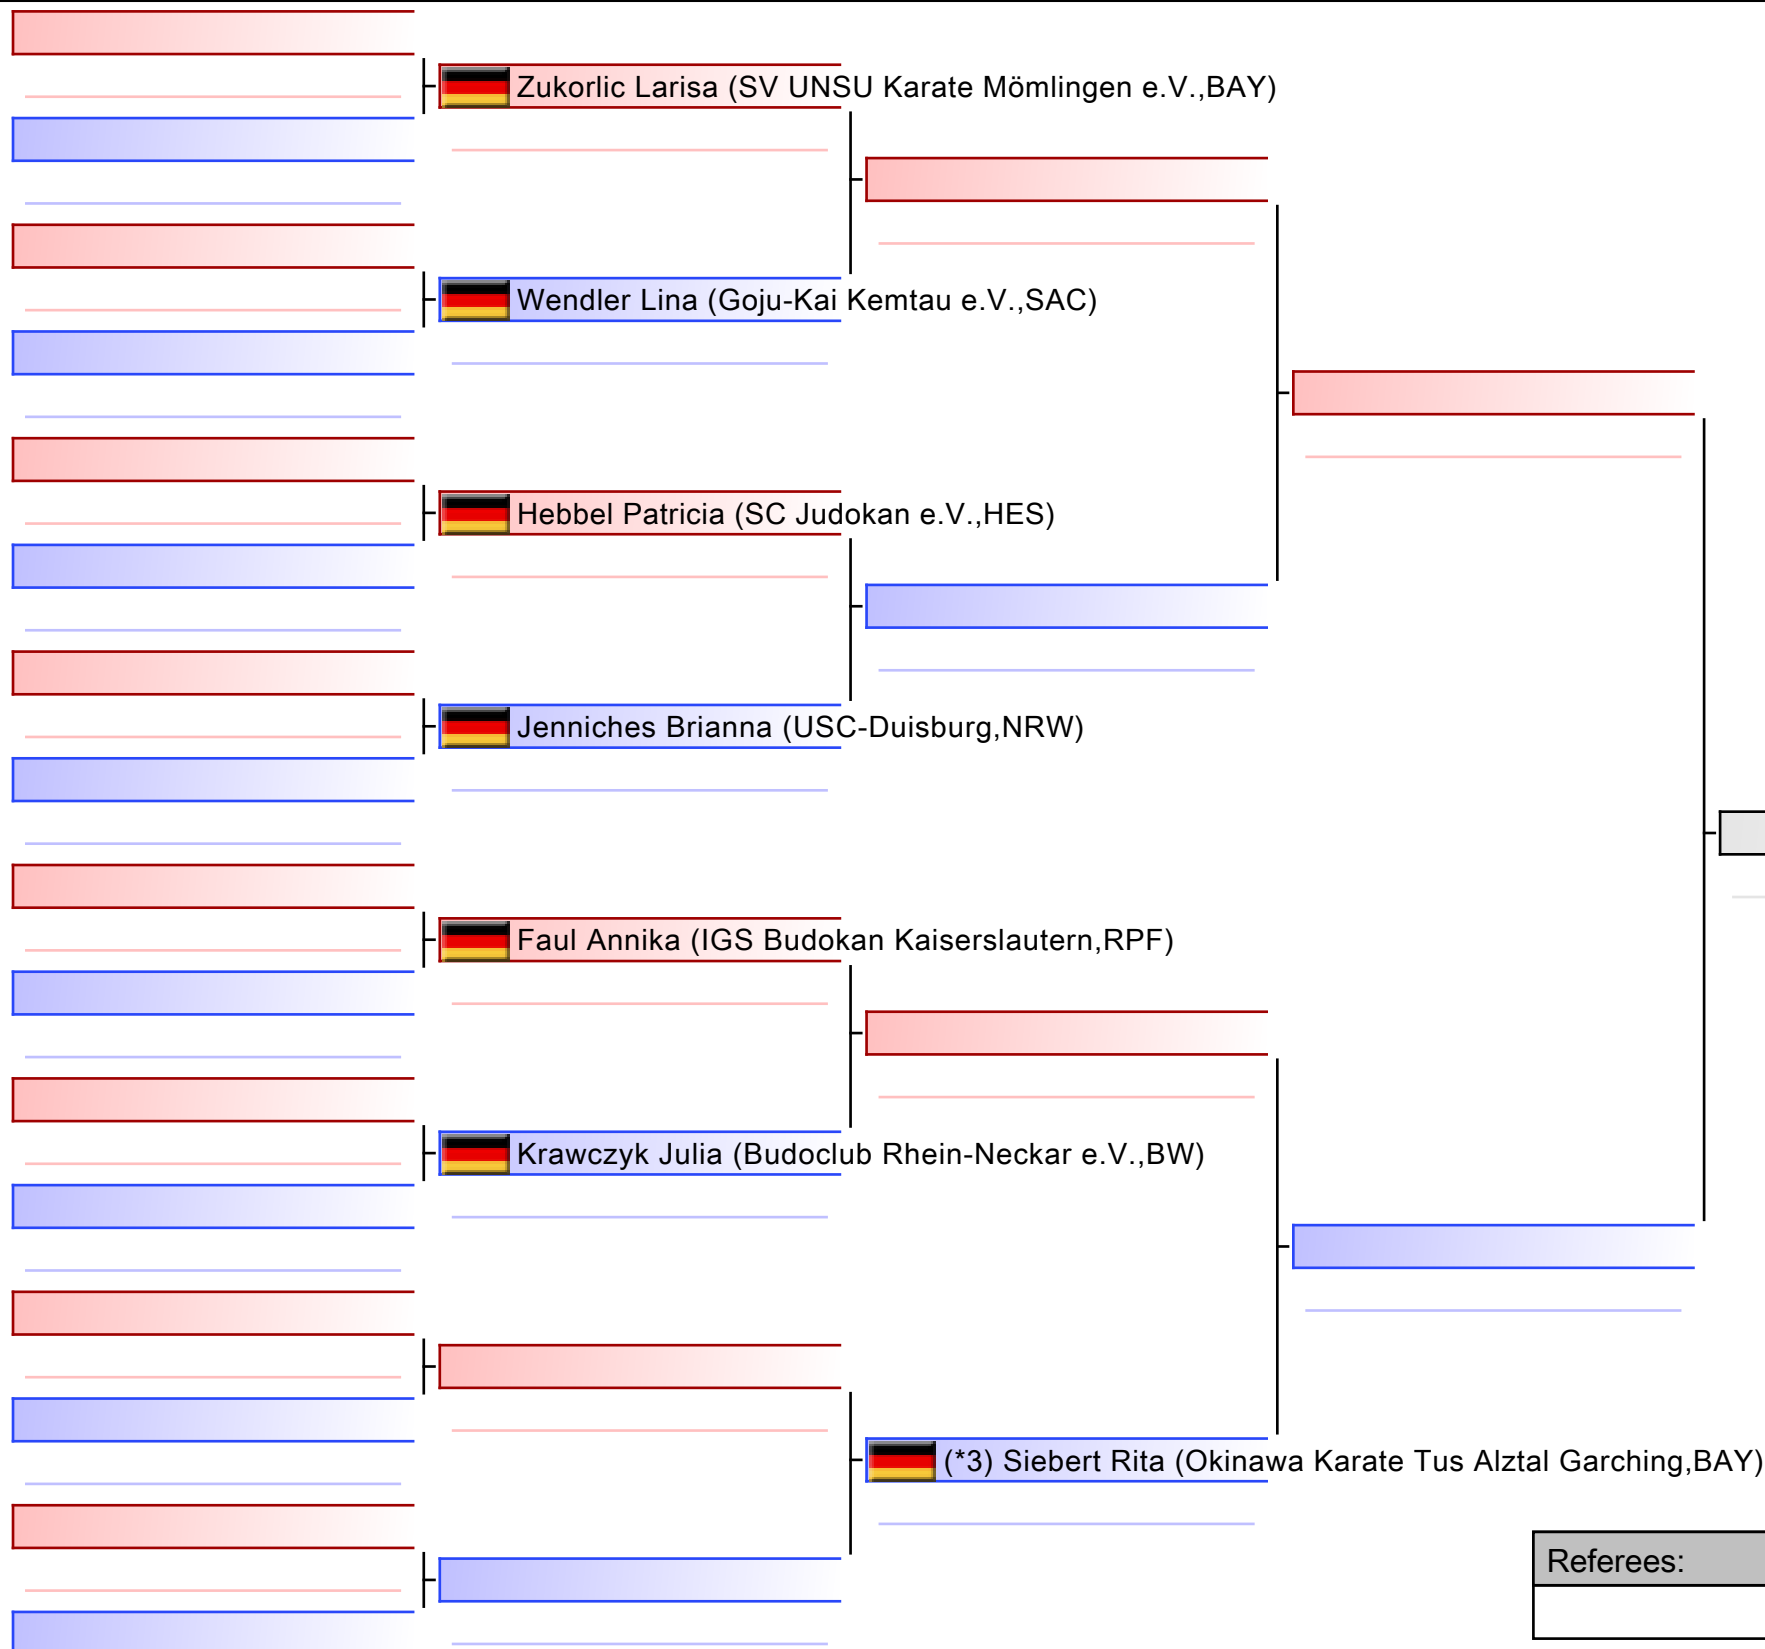 Zukorlic Larisa (SV UNSU Karate Mömlingen e.V.,BAY)
Wendler Lina (Goju-Kai Kemtau e.V.,SAC)
Hebbel Patricia (SC Judokan e.V.,HES)
Jenniches Brianna (USC-Duisburg,NRW)
Faul Annika (IGS Budokan Kaiserslautern,RPF)
Krawczyk Julia (Budoclub Rhein-Neckar e.V.,BW)
(*3) Siebert Rita (Okinawa Karate Tus Alztal Garching,BAY)
Referees: